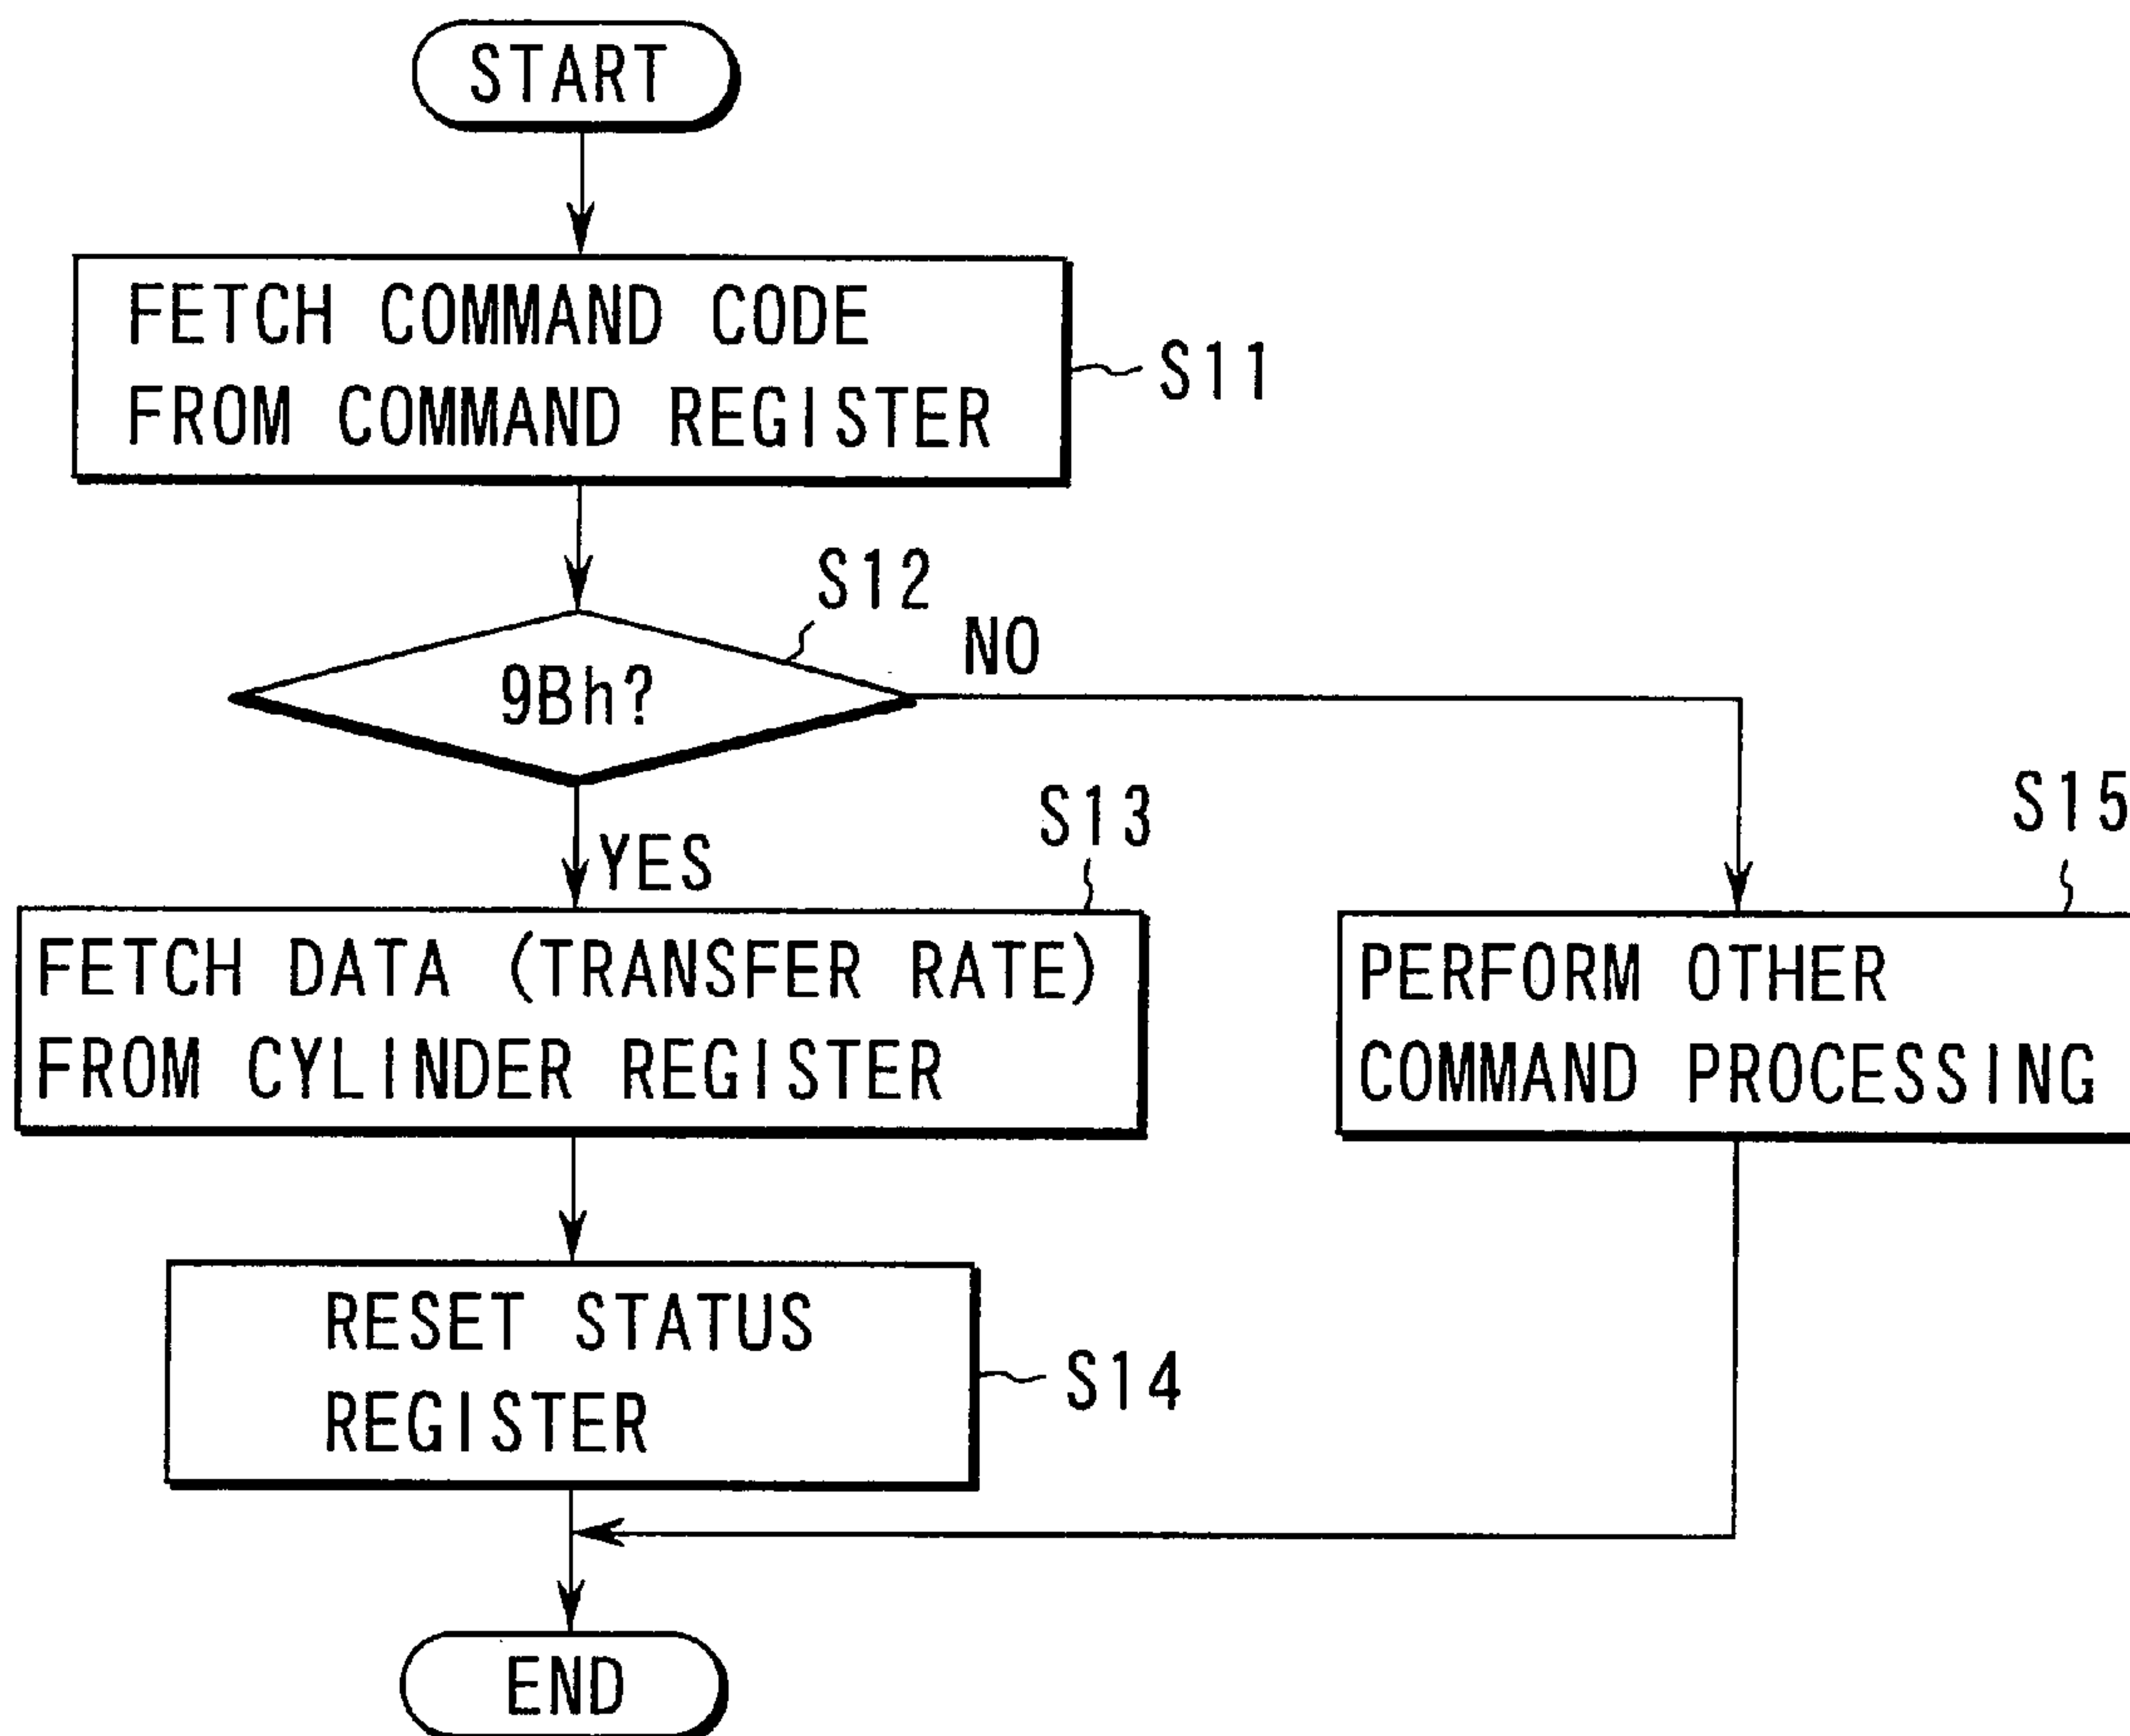 START
FETCH COMMAND CODE
FROM COMMAND REGISTER
S11
S12
9Bh?
NO
YES
S13
FETCH DATA (TRANSFER RATE)
FROM CYLINDER REGISTER
S15
PERFORM OTHER
COMMAND PROCESSING
RESET STATUS
REGISTER
S14
END